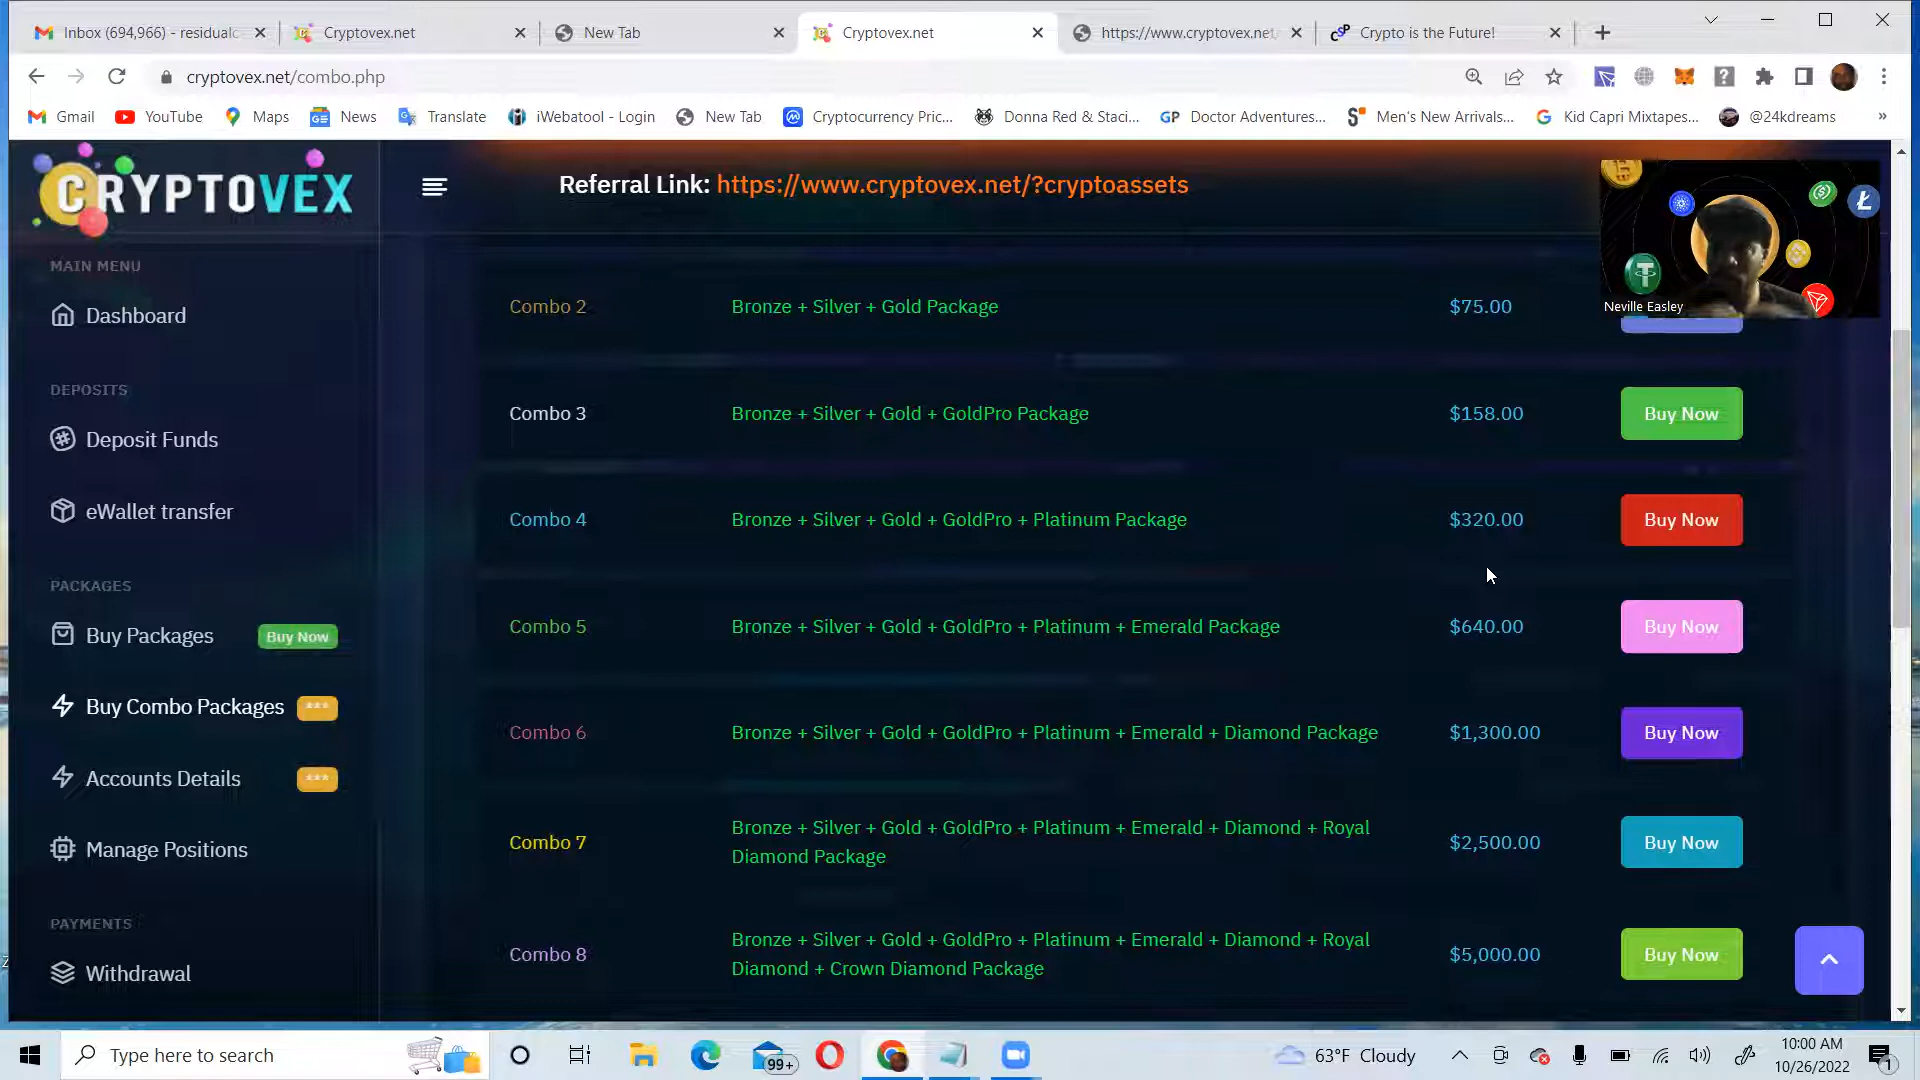 Inbox (694,966) - residualc
Cryptovex.net
New Tab
Cryptovex.net
https://www.cryptovex.net,
Crypto is the Future!
cryptovex.net/combo.php
Gmail
YouTube
Maps
News
Translate
iWebatool - Login
New Tab
Cryptocurrency Pric...
Donna Red & Staci...
GP Doctor Adventures...
Men's New Arrivals...
Kid Capri Mixtapes...
@24kdreams
»
CRYPTOVEX
Referral Link: https://www.cryptovex.net/?cryptoassets
Neville Easley
MAIN MENU
Dashboard
DEPOSITS
Deposit Funds
eWallet transfer
PACKAGES
Buy Packages Buy Now
Buy Combo Packages ***
Accounts Details ***
Manage Positions
PAYMENTS
Withdrawal
Combo 2 Bronze + Silver + Gold Package $75.00
Combo 3 Bronze + Silver + Gold + GoldPro Package $158.00 Buy Now
Combo 4 Bronze + Silver + Gold + GoldPro + Platinum Package $320.00 Buy Now
Combo 5 Bronze + Silver + Gold + GoldPro + Platinum + Emerald Package $640.00 Buy Now
Combo 6 Bronze + Silver + Gold + GoldPro + Platinum + Emerald + Diamond Package $1,300.00 Buy Now
Combo 7 Bronze + Silver + Gold + GoldPro + Platinum + Emerald + Diamond + Royal
Diamond Package $2,500.00 Buy Now
Combo 8 Bronze + Silver + Gold + GoldPro + Platinum + Emerald + Diamond + Royal
Diamond + Crown Diamond Package $5,000.00 Buy Now
Type here to search
99+
63°F Cloudy
10:00 AM
10/26/2022
1